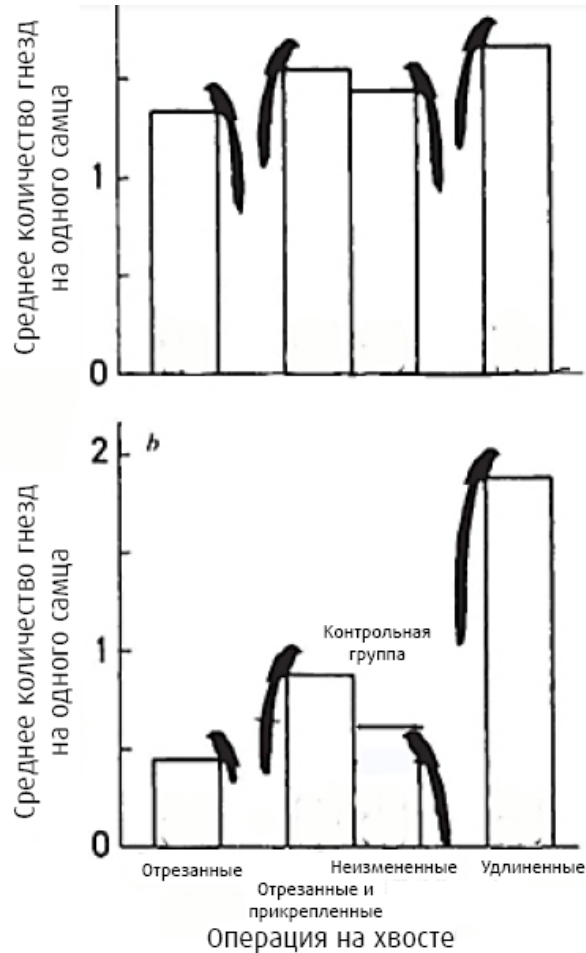 Среднее количество гнезд
на одного самца
1
0
b
2
1
0
Среднее количество гнезд
на одного самца
Контрольная
группа
Отрезанные
Отрезанные и
прикрепленные
Неизмененные
Удлиненные
Операция на хвосте